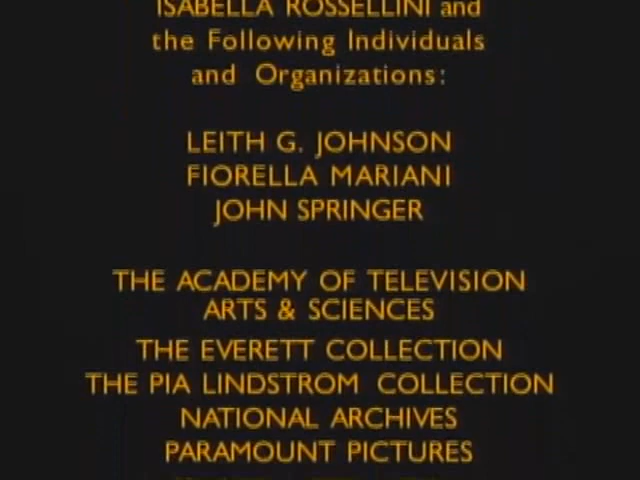 ISABELLA ROSSELLINI and
the Following Individuals
and Organizations:
LEITH G. JOHNSON
FIORELLA MARIANI
JOHN SPRINGER
THE ACADEMY OF TELEVISION
ARTS & SCIENCES
THE EVERETT COLLECTION
THE PIA LINDSTROM COLLECTION
NATIONAL ARCHIVES
PARAMOUNT PICTURES